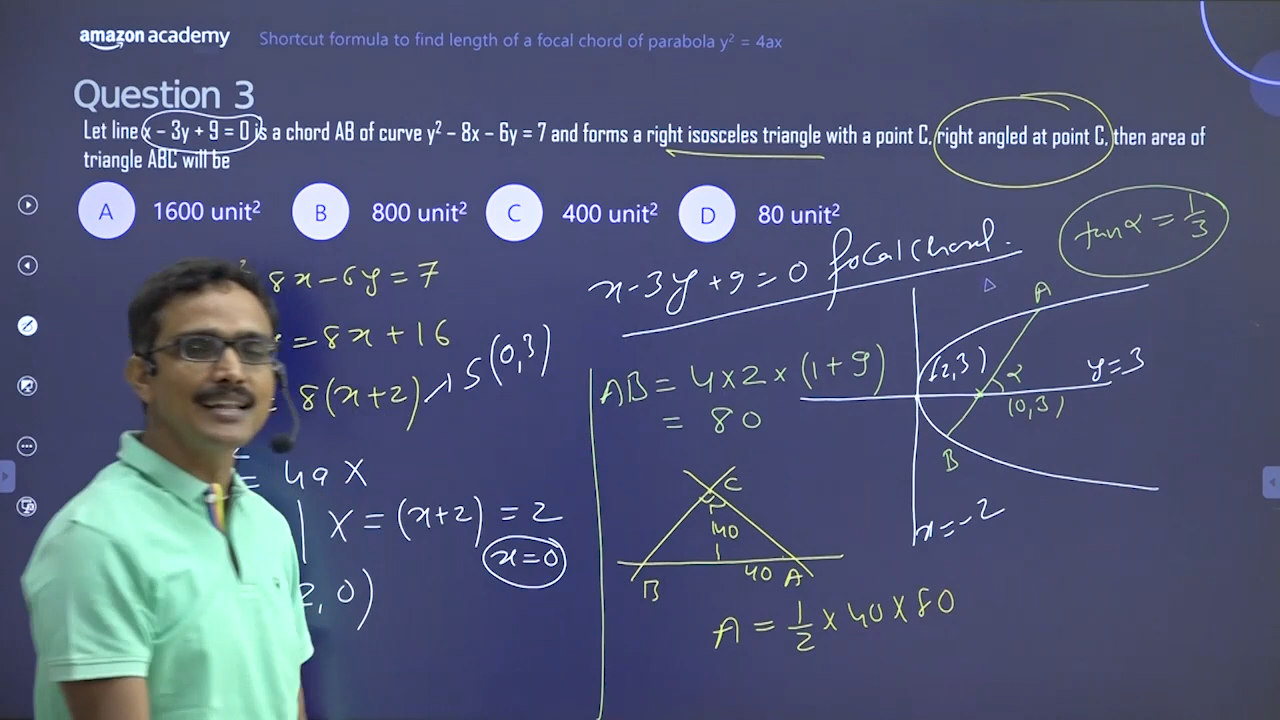 amazon academy
Shortcut formula to find length of a focal chord of parabola y² = 4ax
Question 3
Let line x – 3y + 9 = 0 is a chord AB of curve y² – 8x – 6y = 7 and forms a right isosceles triangle with a point C, right angled at point C, then area of
triangle ABC will be
A 1600 unit² B 800 unit² C 400 unit² D 80 unit²
tanα = 1/3
8x - 6y = 7
x - 3y + 9 = 0 focal chord.
= 8x + 16
8(x+2) → S(0,3)
= 4aX
X = (x+2) = 2
x = 0
2, 0)
AB = 4 x 2 x (1+9)
= 80
C
40
40
B
A
A = 1/2 x 40 x 80
A
(2,3)
α
y = 3
(0,3)
B
x = -2